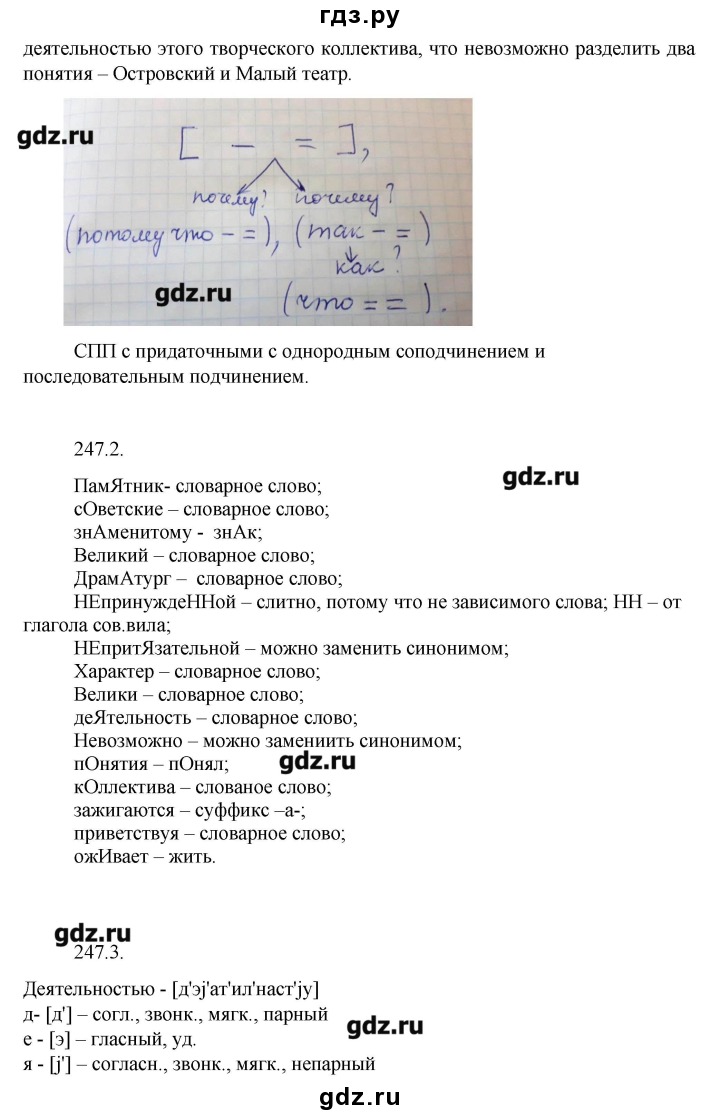 гдз.ру
деятельностью этого творческого коллектива, что невозможно разделить два
понятия – Островский и Малый театр.
gdz.ru
[ – = ],
почему? почему?
(потому что – =), (так – =)
как?
gdz.ru
(что = = ).
СПП с придаточными с однородным соподчинением и
последовательным подчинением.
247.2.
gdz.ru
ПамЯтник- словарное слово;
сОветские – словарное слово;
знАменитому - знАк;
Великий – словарное слово;
ДрамАтург – словарное слово;
НЕпринуждеННой – слитно, потому что не зависимого слова; НН – от
глагола сов.вила;
НЕпритЯзательной – можно заменить синонимом;
Характер – словарное слово;
Велики – словарное слово;
деЯтельность – словарное слово;
Невозможно – можно замениить синонимом;
пОнятия – пОнял;
gdz.ru
кОллектива – слованое слово;
зажигаются – суффикс –а-;
приветствуя – словарное слово;
ожИвает – жить.
gdz.ru
247.3.
Деятельностью - [д'эj'ат'ил'наст'jу]
д- [д'] – согл., звонк., мягк., парный
gdz.ru
е - [э] – гласный, уд.
я - [j'] – согласн., звонк., мягк., непарный
gdz.ru